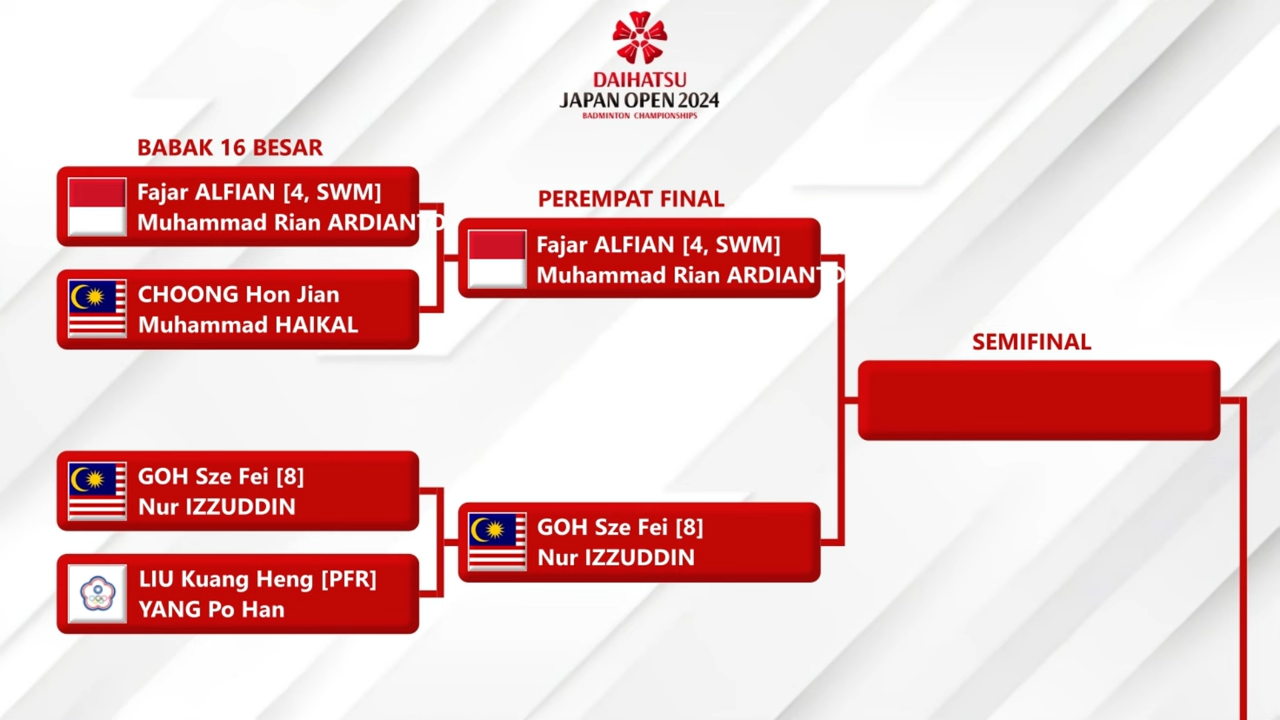 DAIHATSU
JAPAN OPEN 2024
BADMINTON CHAMPIONSHIPS
BABAK 16 BESAR
Fajar ALFIAN [4, SWM]
Muhammad Rian ARDIANTO
CHOONG Hon Jian
Muhammad HAIKAL
GOH Sze Fei [8]
Nur IZZUDDIN
LIU Kuang Heng [PFR]
YANG Po Han
PEREMPAT FINAL
Fajar ALFIAN [4, SWM]
Muhammad Rian ARDIANTO
GOH Sze Fei [8]
Nur IZZUDDIN
SEMIFINAL